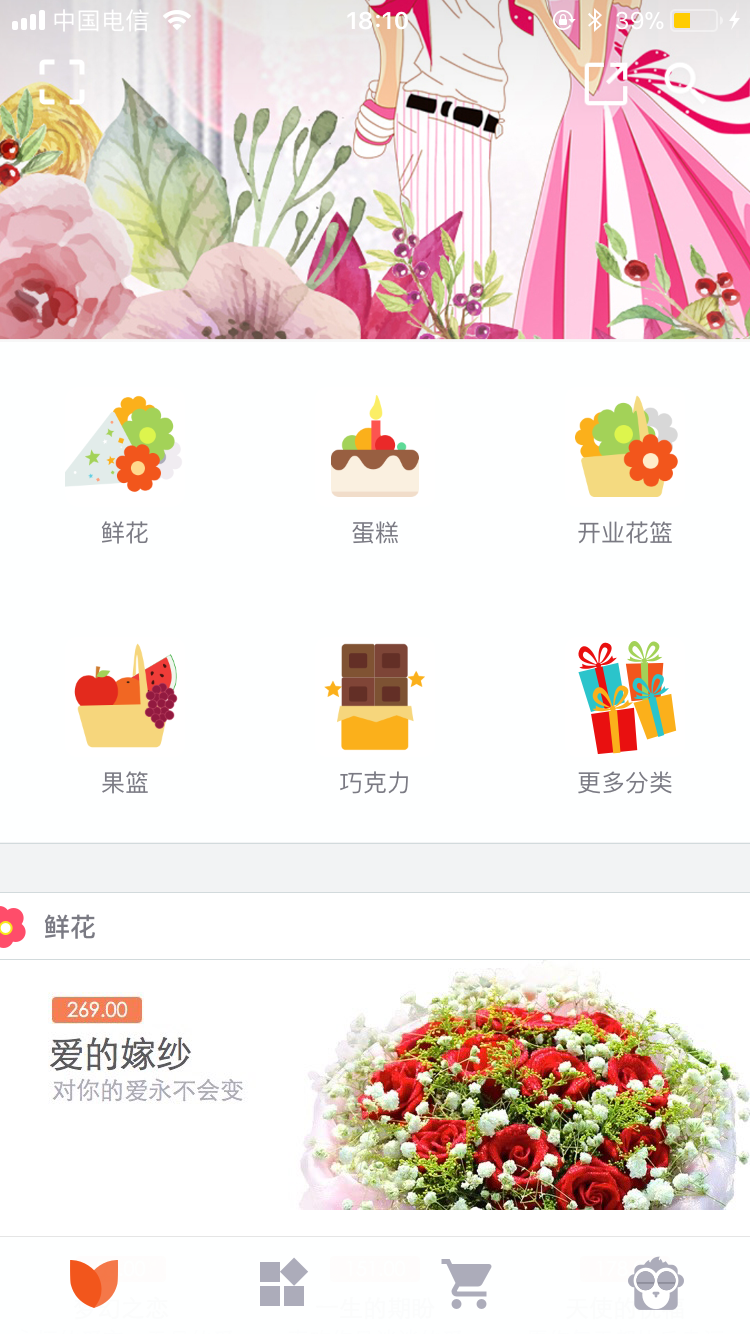 中国电信 18:10 39%
鲜花 蛋糕 开业花篮
果篮 巧克力 更多分类
鲜花
269.00
爱的嫁纱
对你的爱永不会变